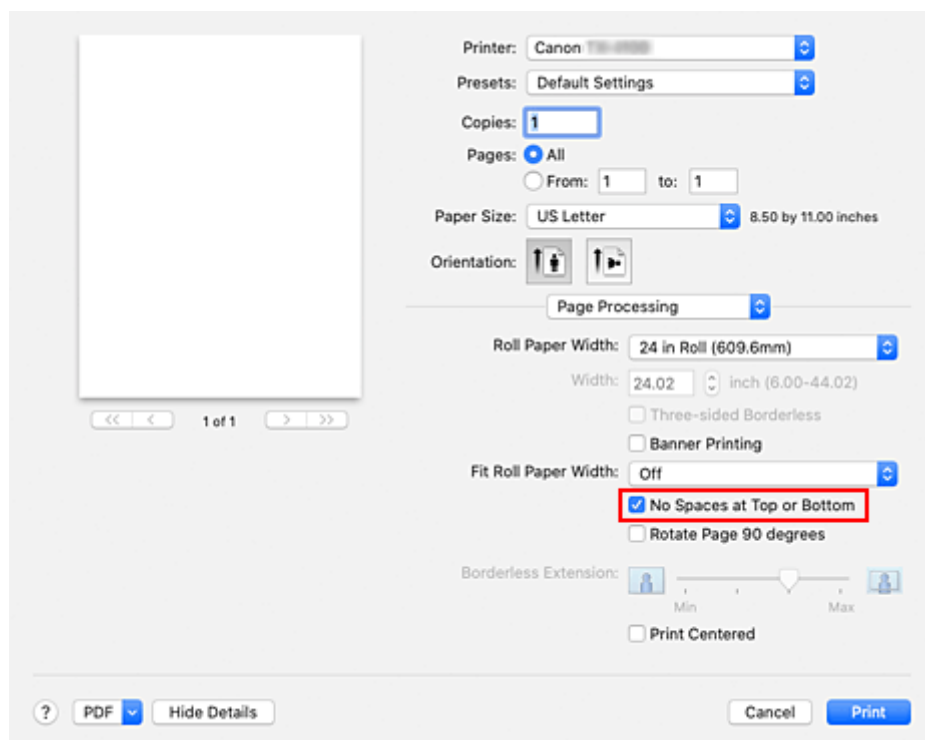 Printer: Canon
Presets: Default Settings
Copies: 1
Pages: All
From: 1 to: 1
Paper Size: US Letter 8.50 by 11.00 inches
Orientation:
Page Processing
Roll Paper Width: 24 in Roll (609.6mm)
Width: 24.02 inch (6.00-44.02)
Three-sided Borderless
<< < 1 of 1 > >>
Banner Printing
Fit Roll Paper Width: Off
No Spaces at Top or Bottom
Rotate Page 90 degrees
Borderless Extension:
Min Max
Print Centered
? PDF Hide Details Cancel Print